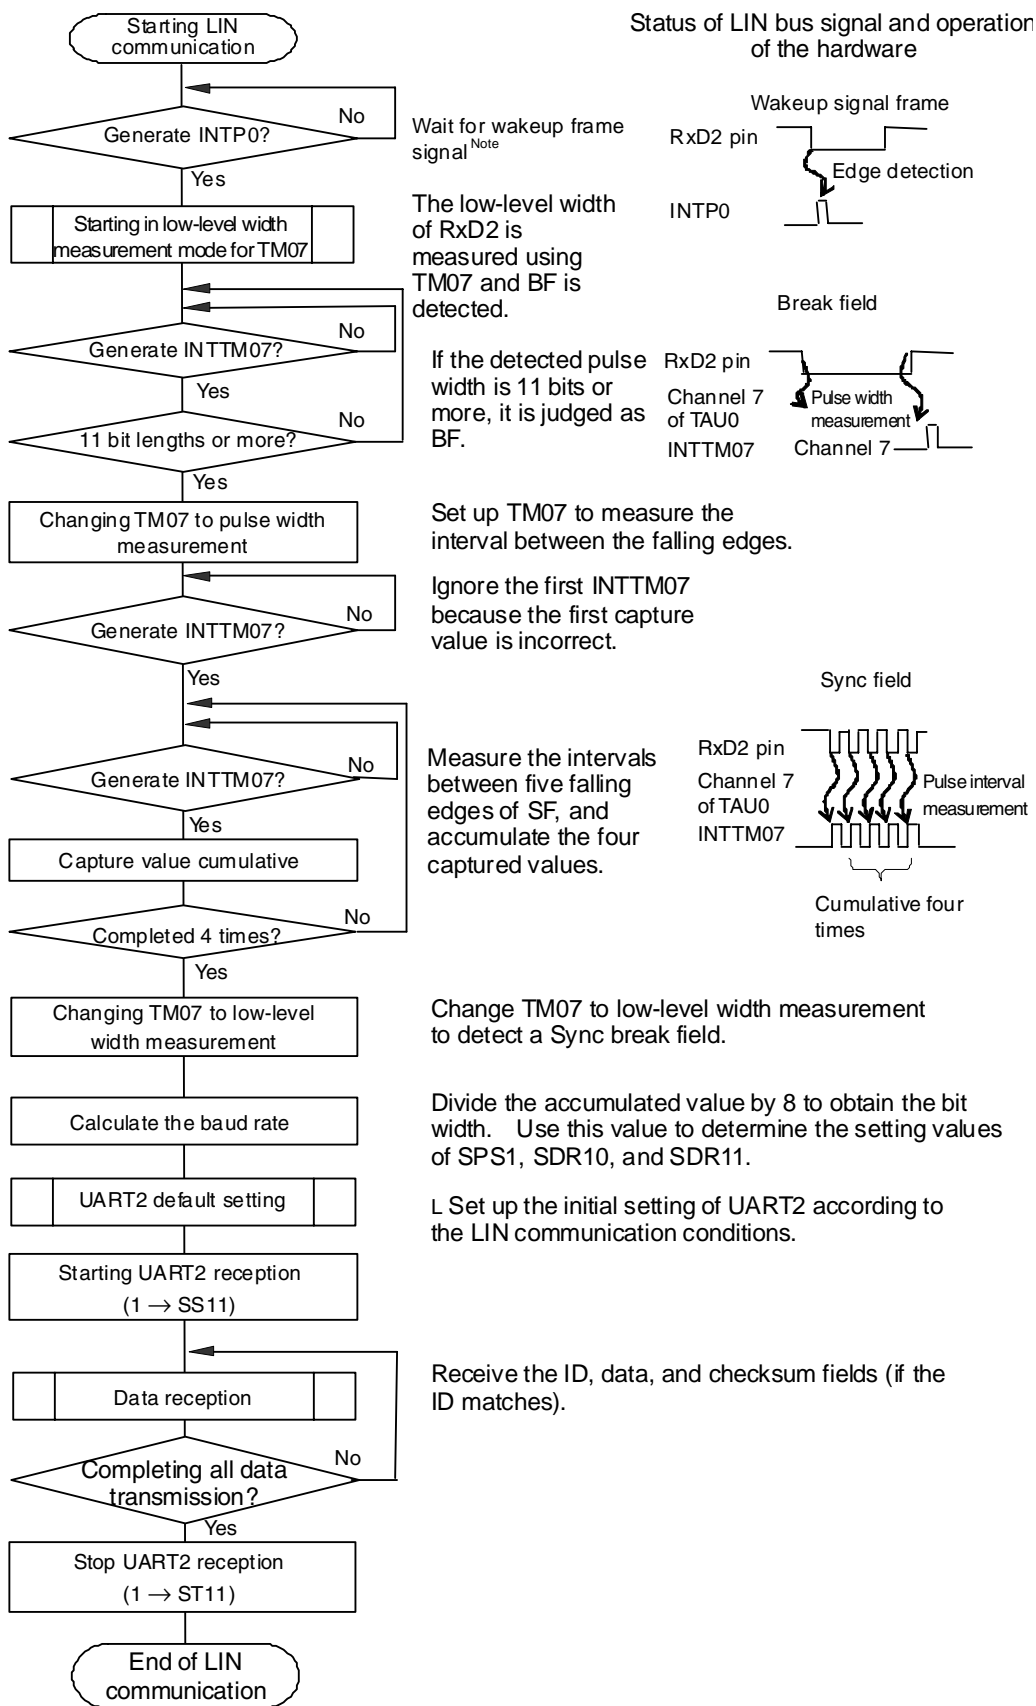 Starting LIN
communication
Status of LIN bus signal and operation
of the hardware
Generate INTP0?
No
Yes
Wait for wakeup frame
signal Note
Wakeup signal frame
RxD2 pin
Edge detection
INTP0
Starting in low-level width
measurement mode for TM07
The low-level width
of RxD2 is
measured using
TM07 and BF is
detected.
Generate INTTM07?
No
Yes
Break field
RxD2 pin
Channel 7
of TAU0
Pulse width
measurement
INTTM07
Channel 7
If the detected pulse
width is 11 bits or
more, it is judged as
BF.
11 bit lengths or more?
No
Yes
Changing TM07 to pulse width
measurement
Set up TM07 to measure the
interval between the falling edges.
Generate INTTM07?
No
Yes
Ignore the first INTTM07
because the first capture
value is incorrect.
Sync field
RxD2 pin
Channel 7
of TAU0
Pulse interval
measurement
INTTM07
Cumulative four
times
Generate INTTM07?
No
Yes
Measure the intervals
between five falling
edges of SF, and
accumulate the four
captured values.
Capture value cumulative
Completed 4 times?
No
Yes
Changing TM07 to low-level
width measurement
Change TM07 to low-level width measurement
to detect a Sync break field.
Calculate the baud rate
Divide the accumulated value by 8 to obtain the bit
width. Use this value to determine the setting values
of SPS1, SDR10, and SDR11.
UART2 default setting
L Set up the initial setting of UART2 according to
the LIN communication conditions.
Starting UART2 reception
(1 → SS11)
Data reception
Receive the ID, data, and checksum fields (if the
ID matches).
Completing all data
transmission?
No
Yes
Stop UART2 reception
(1 → ST11)
End of LIN
communication